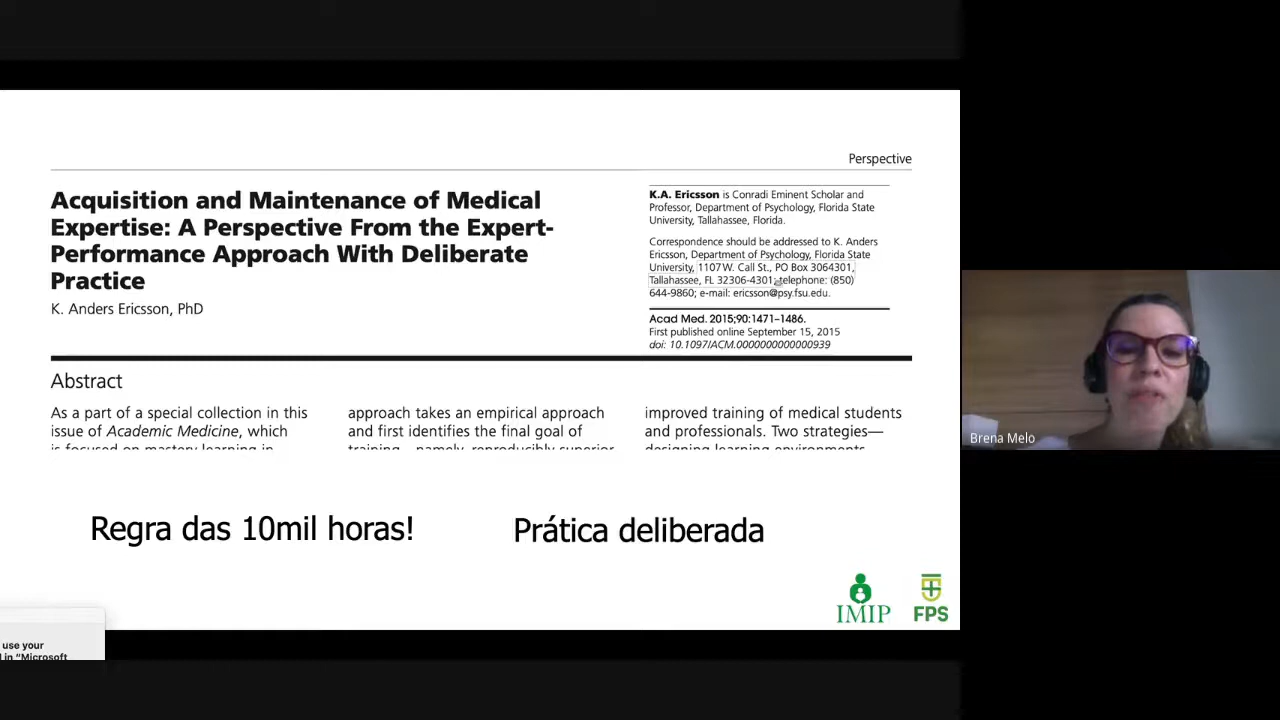 Perspective
Acquisition and Maintenance of Medical
Expertise: A Perspective From the Expert-
Performance Approach With Deliberate
Practice
K. Anders Ericsson, PhD
K.A. Ericsson is Conradi Eminent Scholar and
Professor, Department of Psychology, Florida State
University, Tallahassee, Florida.
Correspondence should be addressed to K. Anders
Ericsson, Department of Psychology, Florida State
University, 1107 W. Call St., PO Box 3064301,
Tallahassee, FL 32306-4301; telephone: (850)
644-9860; e-mail: ericsson@psy.fsu.edu.
Acad Med. 2015;90:1471–1486.
First published online September 15, 2015
doi: 10.1097/ACM.0000000000000939
Abstract
As a part of a special collection in this
issue of Academic Medicine, which
is focused on mastery learning in
approach takes an empirical approach
and first identifies the final goal of
training—namely, reproducibly superior
improved training of medical students
and professionals. Two strategies—
designing learning environments
Regra das 10mil horas!
Prática deliberada
IMIP
FPS
use your
in “Microsoft
Brena Melo